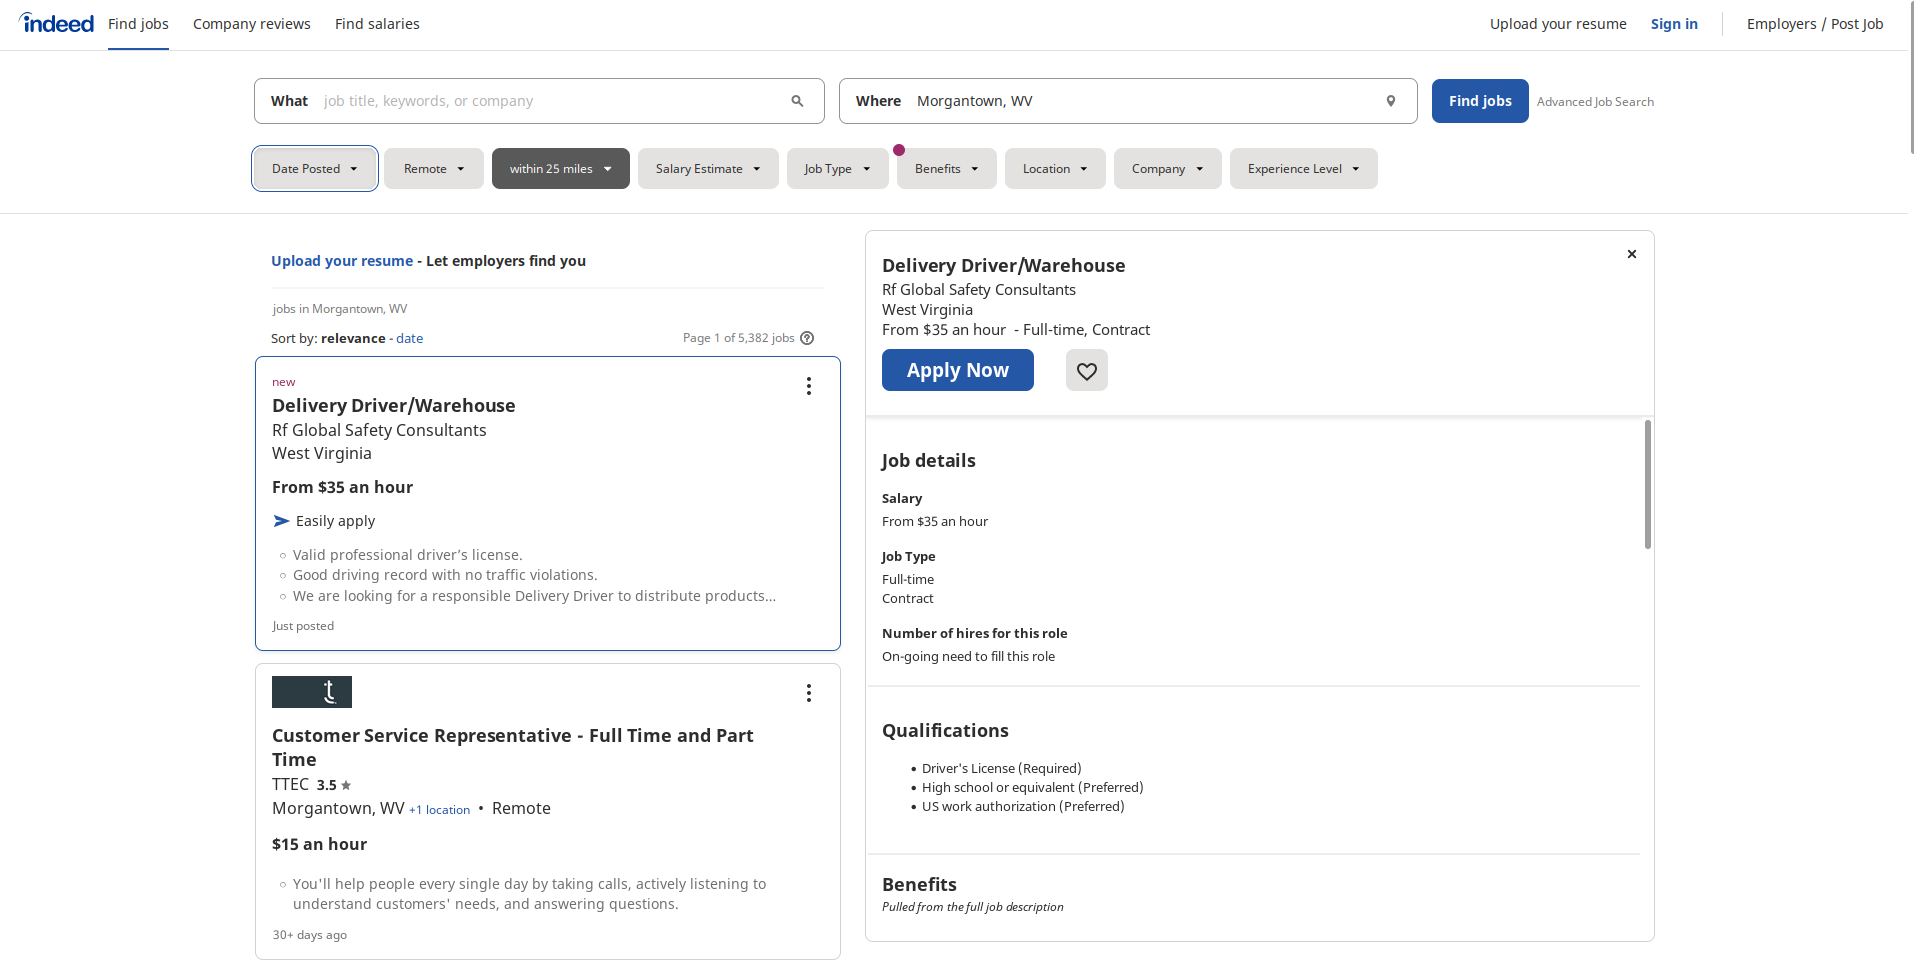 indeed Find jobs Company reviews Find salaries Upload your resume Sign in Employers / Post Job
What job title, keywords, or company Where Morgantown, WV Find jobs Advanced Job Search
Date Posted Remote within 25 miles Salary Estimate Job Type Benefits Location Company Experience Level
Upload your resume - Let employers find you
jobs in Morgantown, WV
Sort by: relevance - date Page 1 of 5,382 jobs
new
Delivery Driver/Warehouse
Rf Global Safety Consultants
West Virginia
From $35 an hour
Easily apply
Valid professional driver’s license.
Good driving record with no traffic violations.
We are looking for a responsible Delivery Driver to distribute products…
Just posted
t
Customer Service Representative - Full Time and Part
Time
TTEC 3.5
Morgantown, WV +1 location • Remote
$15 an hour
You'll help people every single day by taking calls, actively listening to
understand customers' needs, and answering questions.
30+ days ago
Delivery Driver/Warehouse
Rf Global Safety Consultants
West Virginia
From $35 an hour - Full-time, Contract
Apply Now
Job details
Salary
From $35 an hour
Job Type
Full-time
Contract
Number of hires for this role
On-going need to fill this role
Qualifications
• Driver's License (Required)
• High school or equivalent (Preferred)
• US work authorization (Preferred)
Benefits
Pulled from the full job description